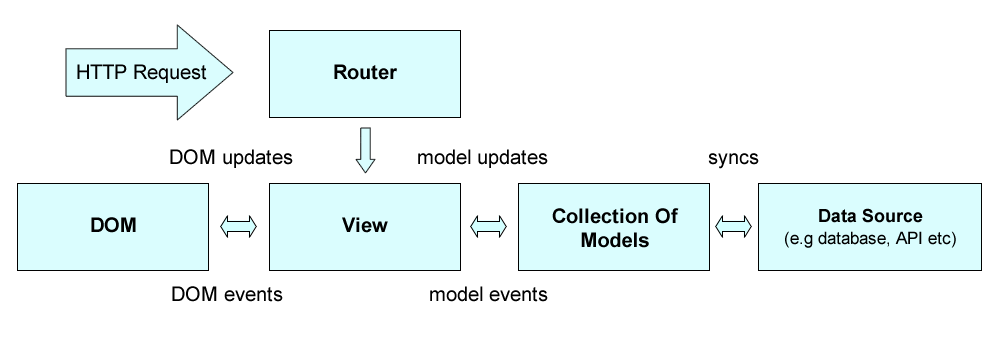 HTTP Request
Router
DOM updates
model updates
syncs
DOM
View
Collection Of
Models
Data Source
(e.g database, API etc)
DOM events
model events